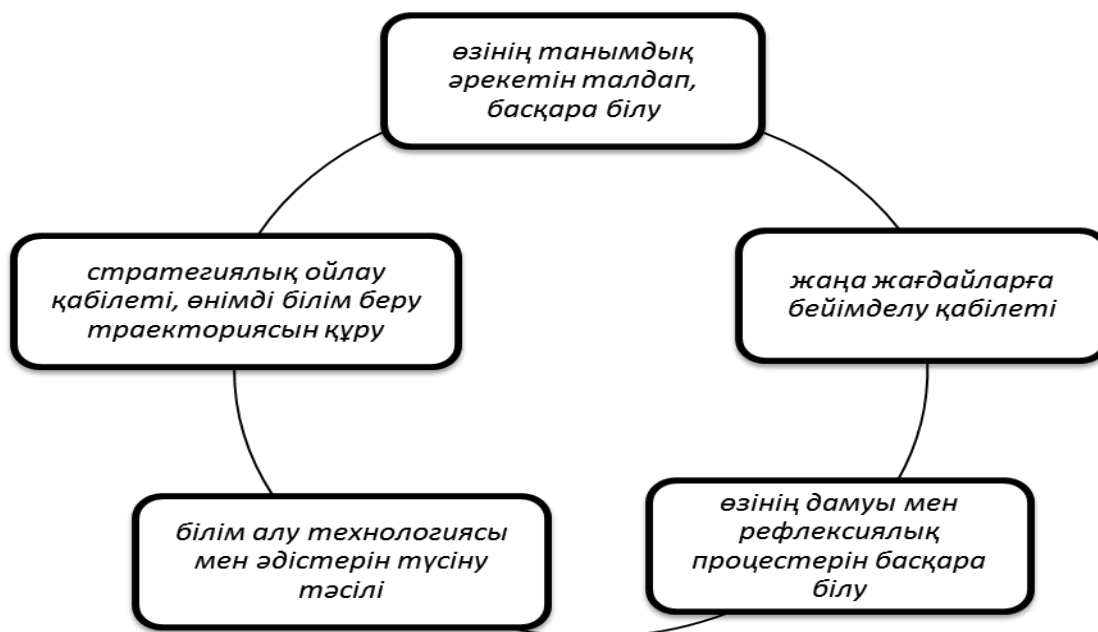 өзінің танымдық
әрекетін талдап,
басқара білу
стратегиялық ойлау
қабілеті, өнімді білім беру
траекториясын құру
жаңа жағдайларға
бейімделу қабілеті
білім алу технологиясы
мен әдістерін түсіну
тәсілі
өзінің дамуы мен
рефлексиялық
процестерін басқара
білу